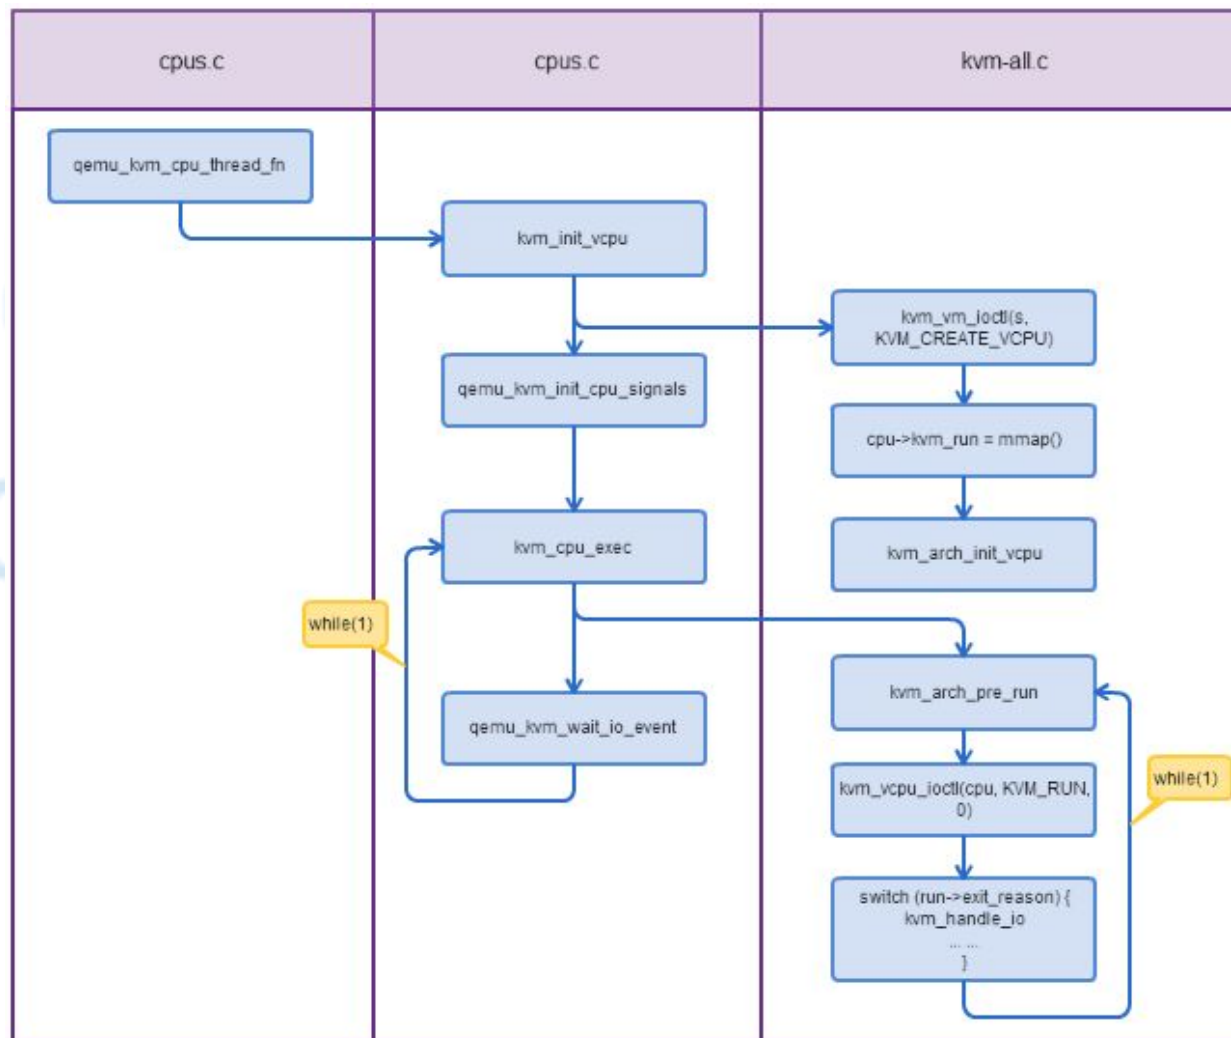 cpus.c
cpus.c
kvm-all.c
qemu_kvm_cpu_thread_fn
kvm_init_vcpu
kvm_vm_ioctl(s,
KVM_CREATE_VCPU)
qemu_kvm_init_cpu_signals
cpu->kvm_run = mmap()
kvm_cpu_exec
kvm_arch_init_vcpu
while(1)
kvm_arch_pre_run
qemu_kvm_wait_io_event
while(1)
kvm_vcpu_ioctl(cpu, KVM_RUN,
0)
switch (run->exit_reason) {
kvm_handle_io
... ...
}